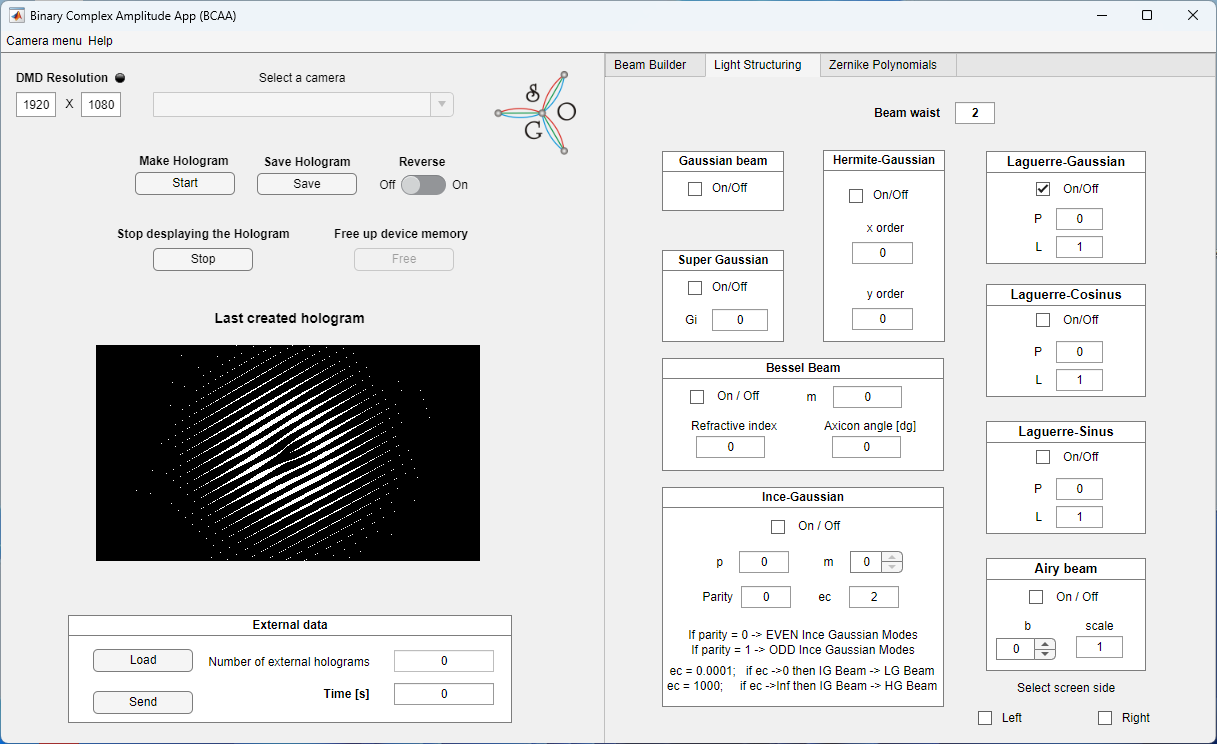 Binary Complex Amplitude App (BCAA)
Camera menu Help
DMD Resolution
1920 X 1080
Select a camera
S
O
G
Make Hologram
Start
Save Hologram
Save
Reverse
Off On
Stop desplaying the Hologram
Stop
Free up device memory
Free
Last created hologram
External data
Load
Number of external holograms 0
Send
Time [s] 0
Beam Builder Light Structuring Zernike Polynomials
Beam waist 2
Gaussian beam
On/Off
Super Gaussian
On/Off
Gi 0
Hermite-Gaussian
On/Off
x order
0
y order
0
Laguerre-Gaussian
On/Off
P 0
L 1
Laguerre-Cosinus
On/Off
P 0
L 1
Bessel Beam
On / Off m 0
Refractive index Axicon angle [dg]
0 0
Laguerre-Sinus
On/Off
P 0
L 1
Ince-Gaussian
On / Off
p 0 m 0
Parity 0 ec 2
If parity = 0 -> EVEN Ince Gaussian Modes
If parity = 1 -> ODD Ince Gaussian Modes
ec = 0.0001; if ec ->0 then IG Beam -> LG Beam
ec = 1000; if ec ->Inf then IG Beam -> HG Beam
Airy beam
On / Off
b scale
0 1
Select screen side
Left Right